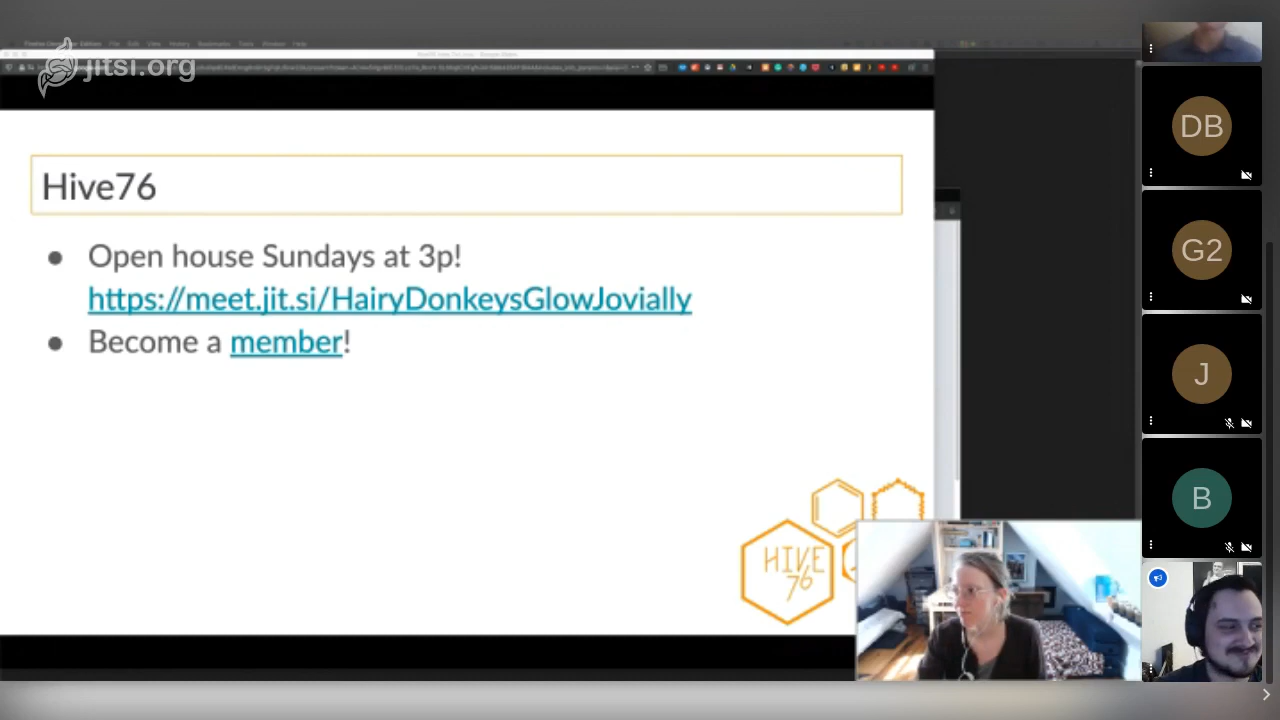 jitsi.org
Hive76
● Open house Sundays at 3p!
https://meet.jit.si/HairyDonkeysGlowJovially
● Become a member!
HIVE
76
DB
G2
J
B